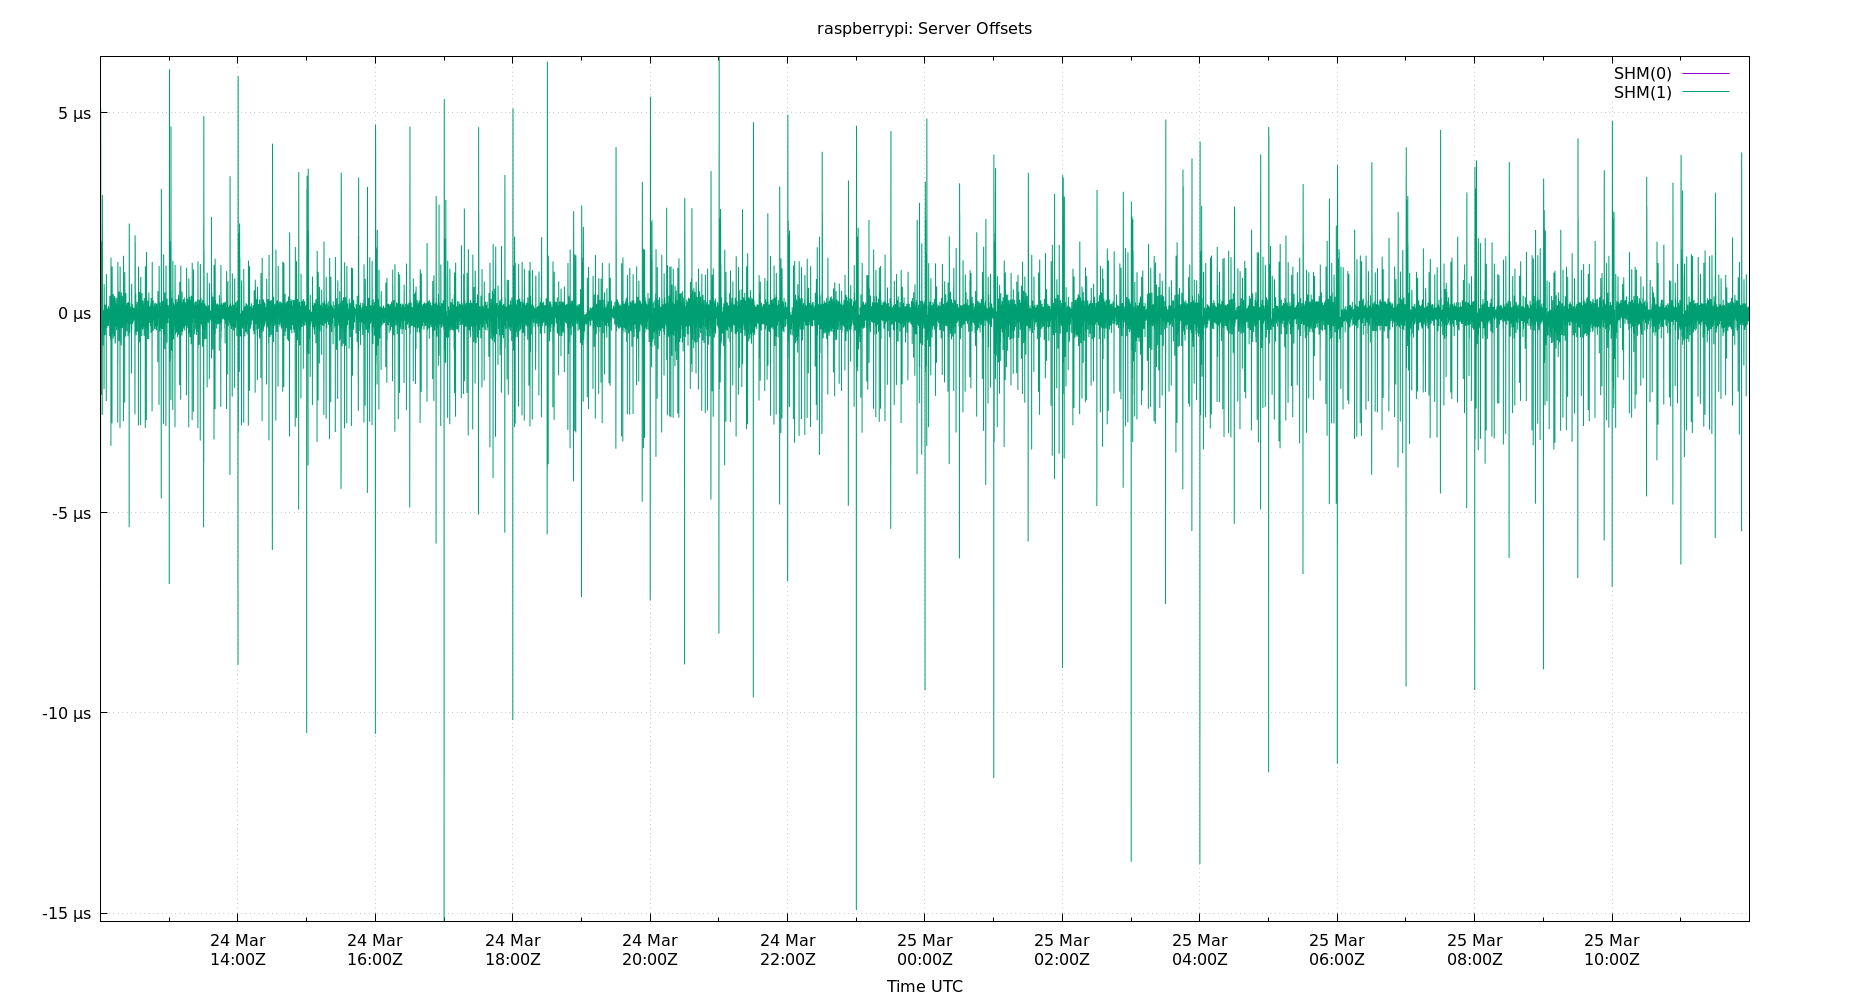 raspberrypi: Server Offsets
SHM(0)
SHM(1)
5 µs
0 µs
-5 µs
-10 µs
-15 µs
24 Mar
14:00Z
24 Mar
16:00Z
24 Mar
18:00Z
24 Mar
20:00Z
24 Mar
22:00Z
25 Mar
00:00Z
25 Mar
02:00Z
25 Mar
04:00Z
25 Mar
06:00Z
25 Mar
08:00Z
25 Mar
10:00Z
Time UTC